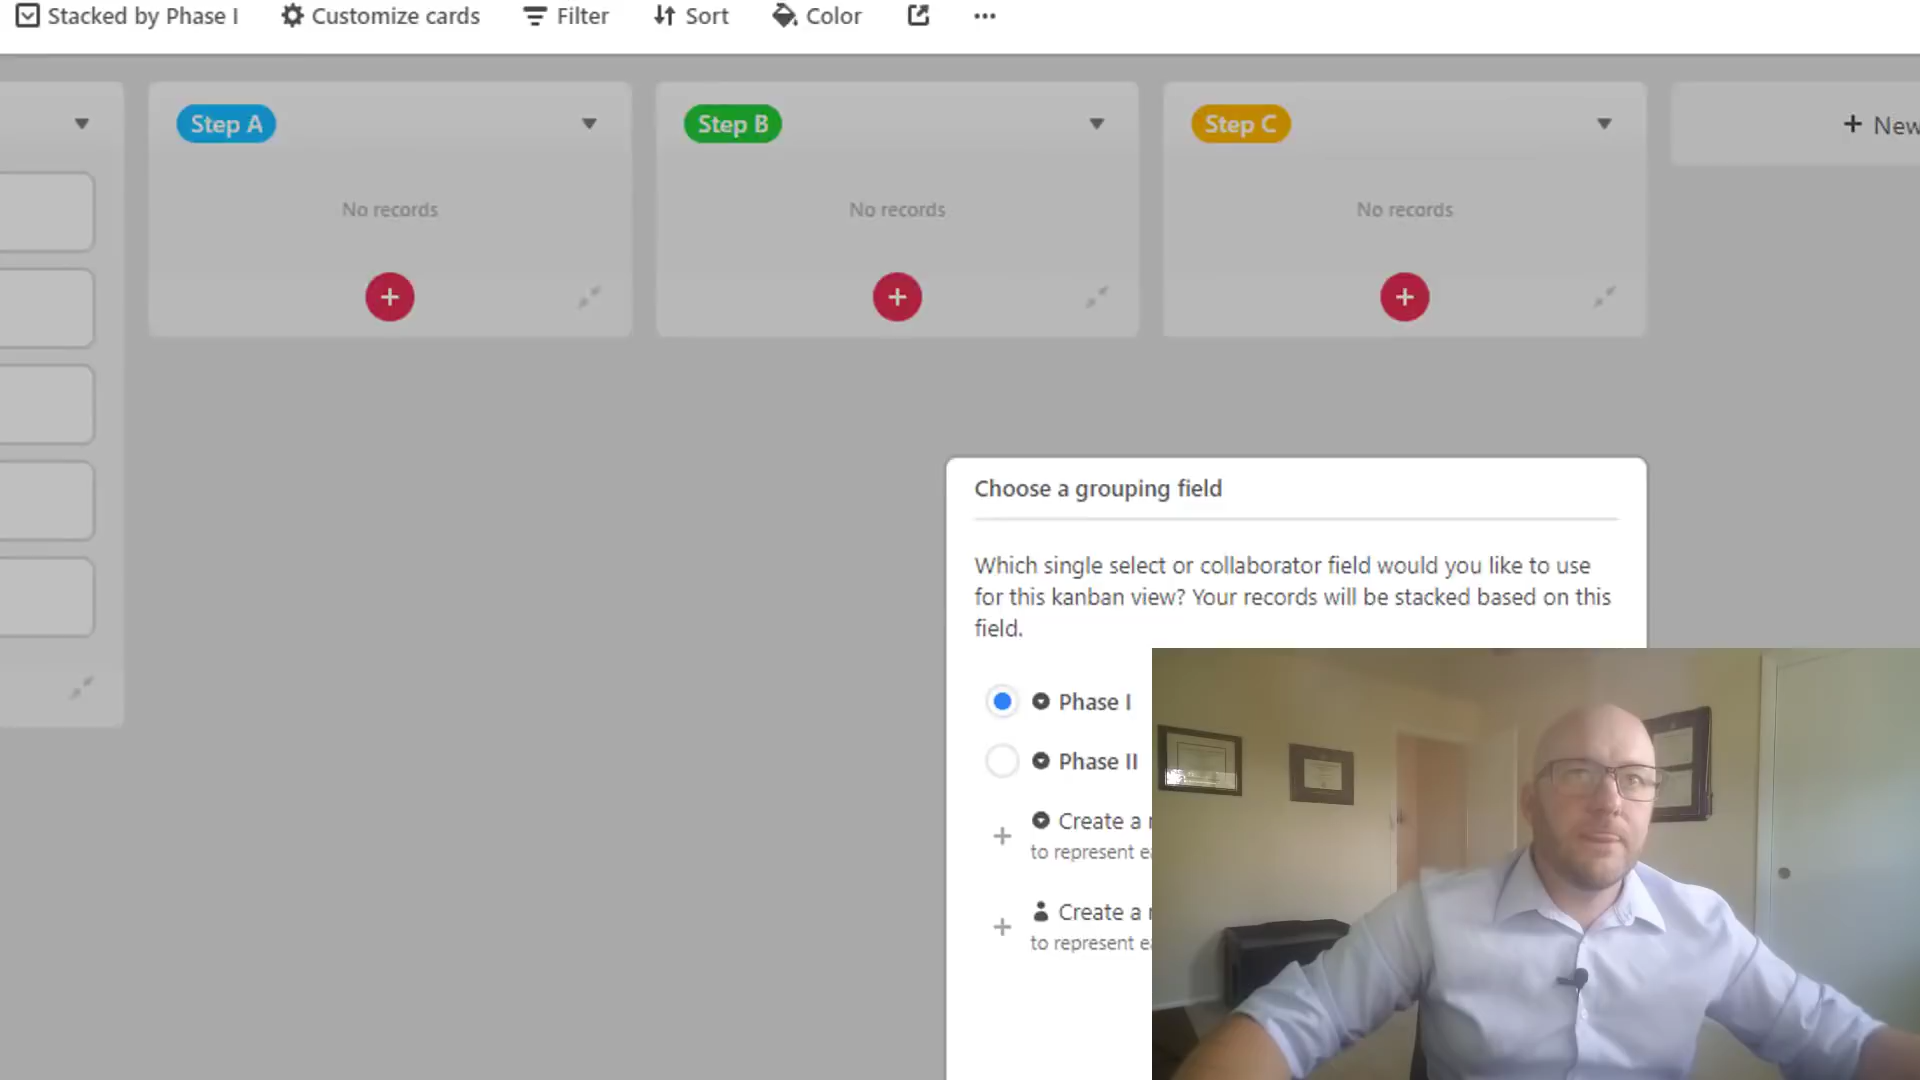 Stacked by Phase I
Customize cards
Filter
Sort
Color
Step A
Step B
Step C
+ New
No records
No records
No records
Choose a grouping field
Which single select or collaborator field would you like to use
for this kanban view? Your records will be stacked based on this
field.
Phase I
Phase II
Create a
to represent
Create a
to represent